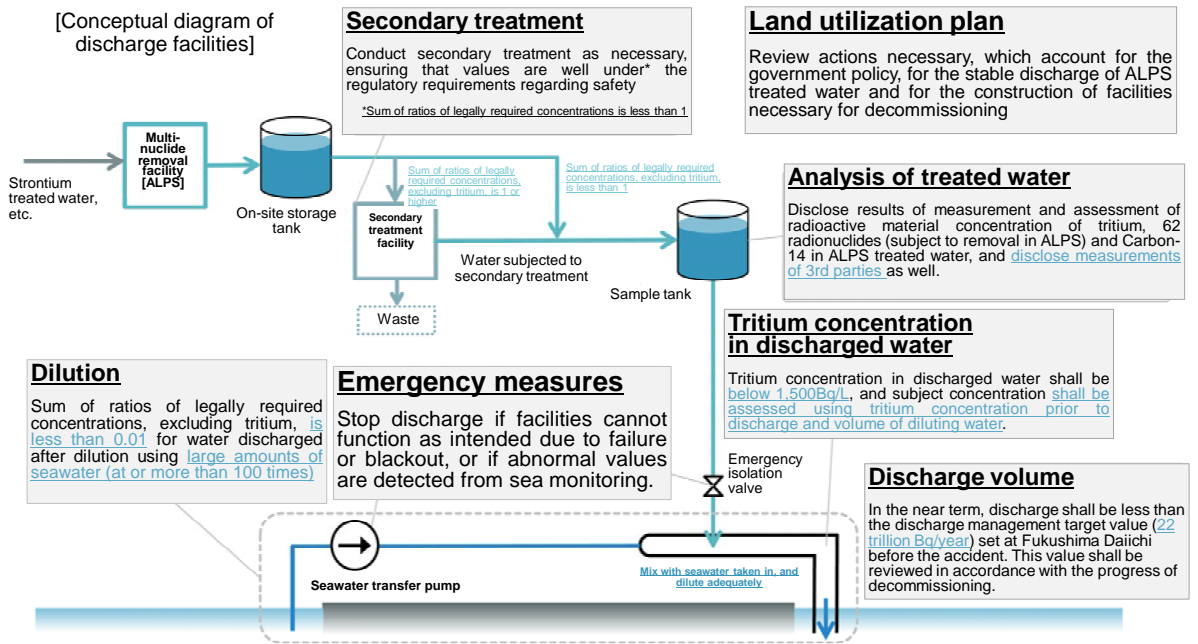 [Conceptual diagram of
discharge facilities]
Secondary treatment
Conduct secondary treatment as necessary,
ensuring that values are well under* the
regulatory requirements regarding safety
*Sum of ratios of legally required concentrations is less than 1
Land utilization plan
Review actions necessary, which account for the
government policy, for the stable discharge of ALPS
treated water and for the construction of facilities
necessary for decommissioning
Multi-
nuclide
removal
facility
[ALPS]
Strontium
treated water,
etc.
On-site storage
tank
Sum of ratios of legally
required concentrations,
excluding tritium, is 1 or
higher
Sum of ratios of legally required
concentrations, excluding tritium,
is less than 1
Secondary
treatment
facility
Water subjected to
secondary treatment
Waste
Sample tank
Analysis of treated water
Disclose results of measurement and assessment of
radioactive material concentration of tritium, 62
radionuclides (subject to removal in ALPS) and Carbon-
14 in ALPS treated water, and disclose measurements
of 3rd parties as well.
Tritium concentration
in discharged water
Tritium concentration in discharged water shall be
below 1,500Bq/L, and subject concentration shall be
assessed using tritium concentration prior to
discharge and volume of diluting water.
Dilution
Sum of ratios of legally required
concentrations, excluding tritium, is
less than 0.01 for water discharged
after dilution using large amounts of
seawater (at or more than 100 times)
Emergency measures
Stop discharge if facilities cannot
function as intended due to failure
or blackout, or if abnormal values
are detected from sea monitoring.
Emergency
isolation
valve
Discharge volume
In the near term, discharge shall be less than
the discharge management target value (22
trillion Bq/year) set at Fukushima Daiichi
before the accident. This value shall be
reviewed in accordance with the progress of
decommissioning.
Seawater transfer pump
Mix with seawater taken in, and
dilute adequately